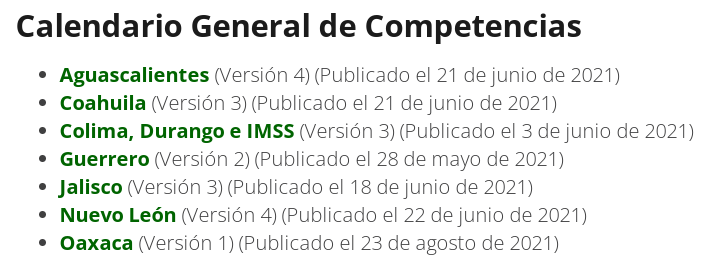 Calendario General de Competencias
• Aguascalientes (Versión 4) (Publicado el 21 de junio de 2021)
• Coahuila (Versión 3) (Publicado el 21 de junio de 2021)
• Colima, Durango e IMSS (Versión 3) (Publicado el 3 de junio de 2021)
• Guerrero (Versión 2) (Publicado el 28 de mayo de 2021)
• Jalisco (Versión 3) (Publicado el 18 de junio de 2021)
• Nuevo León (Versión 4) (Publicado el 22 de junio de 2021)
• Oaxaca (Versión 1) (Publicado el 23 de agosto de 2021)